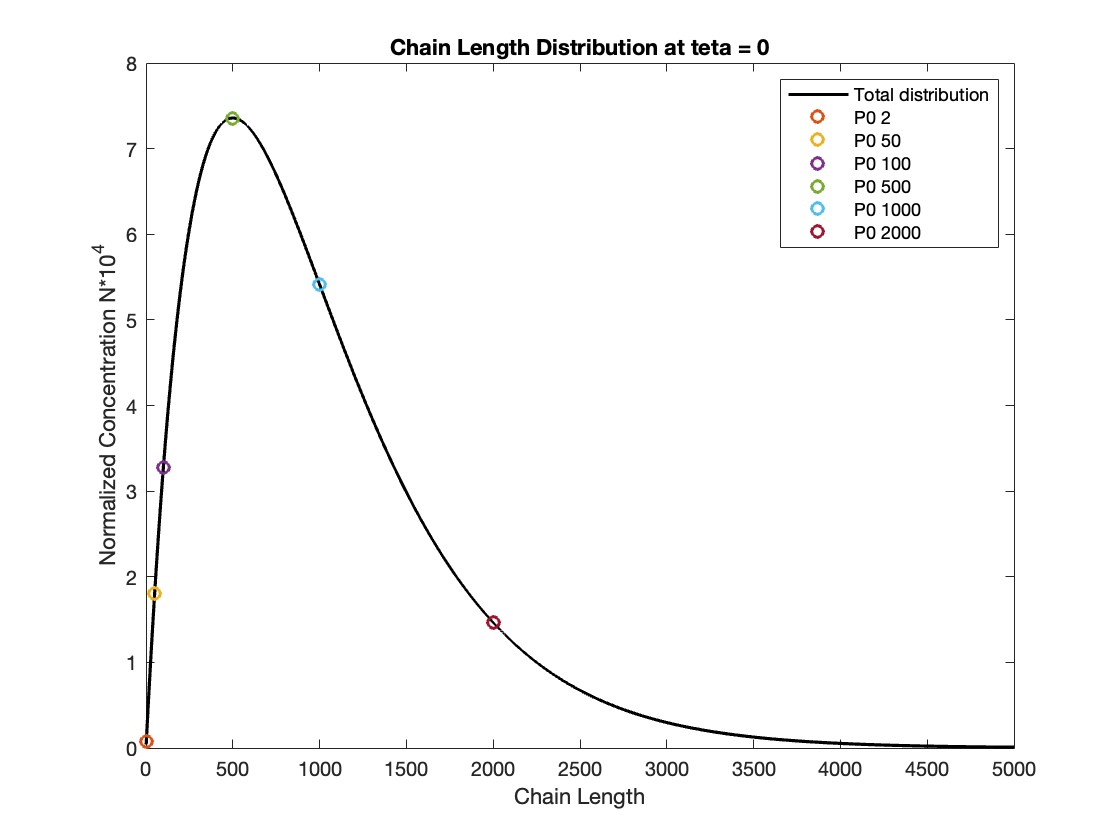 Chain Length Distribution at teta = 0
Normalized Concentration N*10^4
8
7
6
5
4
3
2
1
0
0 500 1000 1500 2000 2500 3000 3500 4000 4500 5000
Chain Length
Total distribution
P0 2
P0 50
P0 100
P0 500
P0 1000
P0 2000